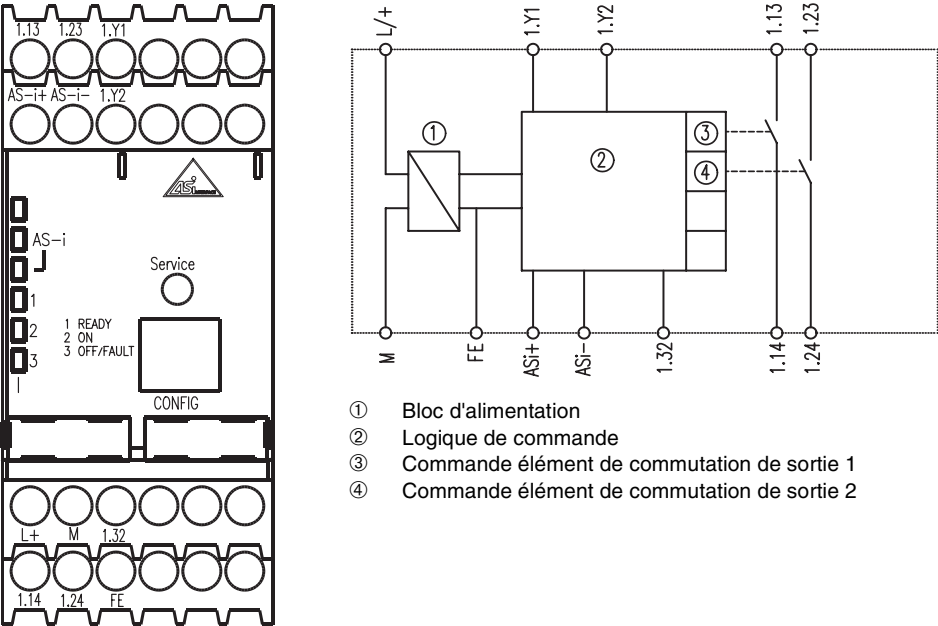 1.13 1.23 1.Y1
AS-i+ AS-i- 1.Y2
ASi
AS-i
Service
1
2
3
1 READY
2 ON
3 OFF/FAULT
CONFIG
L+ M 1.32
1.14 1.24 FE
L/+ 1.Y1 1.Y2 1.13 1.23
① ② ③
④
M FE ASi+ ASi- 1.32 1.14 1.24
① Bloc d'alimentation
② Logique de commande
③ Commande élément de commutation de sortie 1
④ Commande élément de commutation de sortie 2